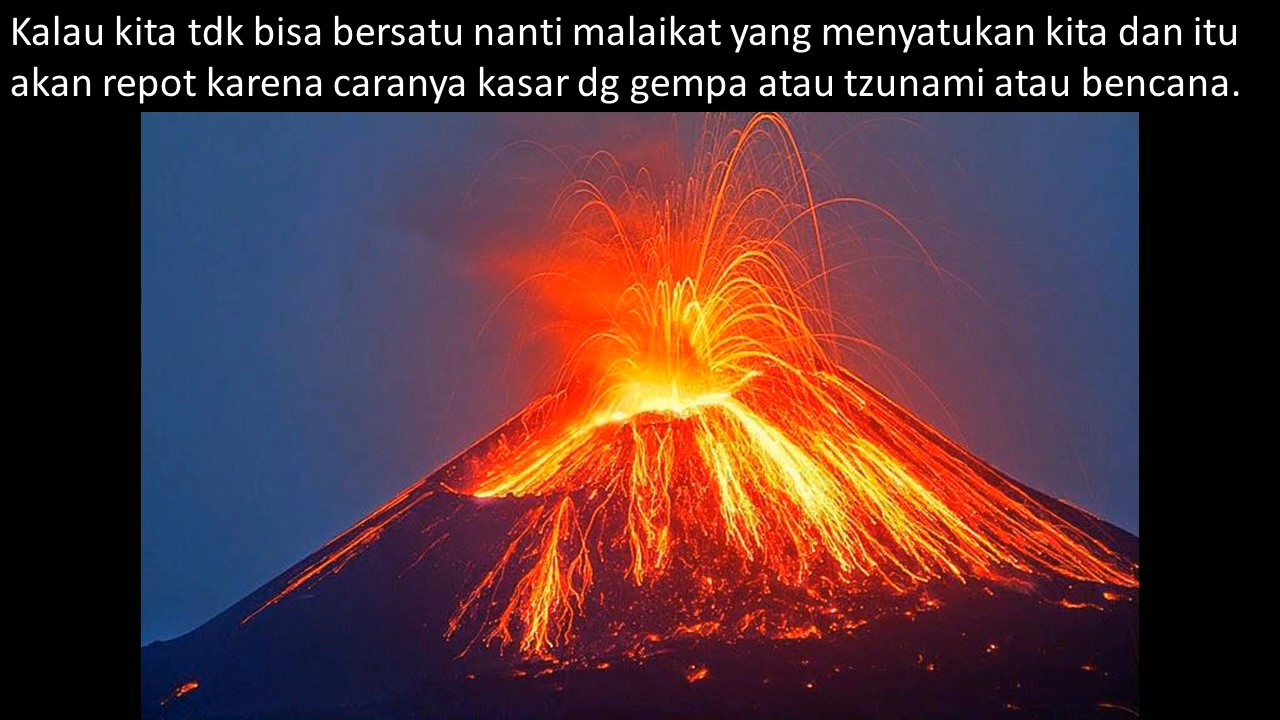 Kalau kita tdk bisa bersatu nanti malaikat yang menyatukan kita dan itu
akan repot karena caranya kasar dg gempa atau tzunami atau bencana.